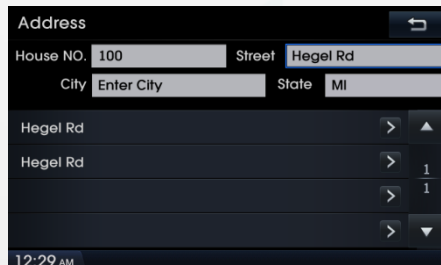 Address
House NO. 100 Street Hegel Rd
City Enter City State MI
Hegel Rd
Hegel Rd
1
1
12:29 AM